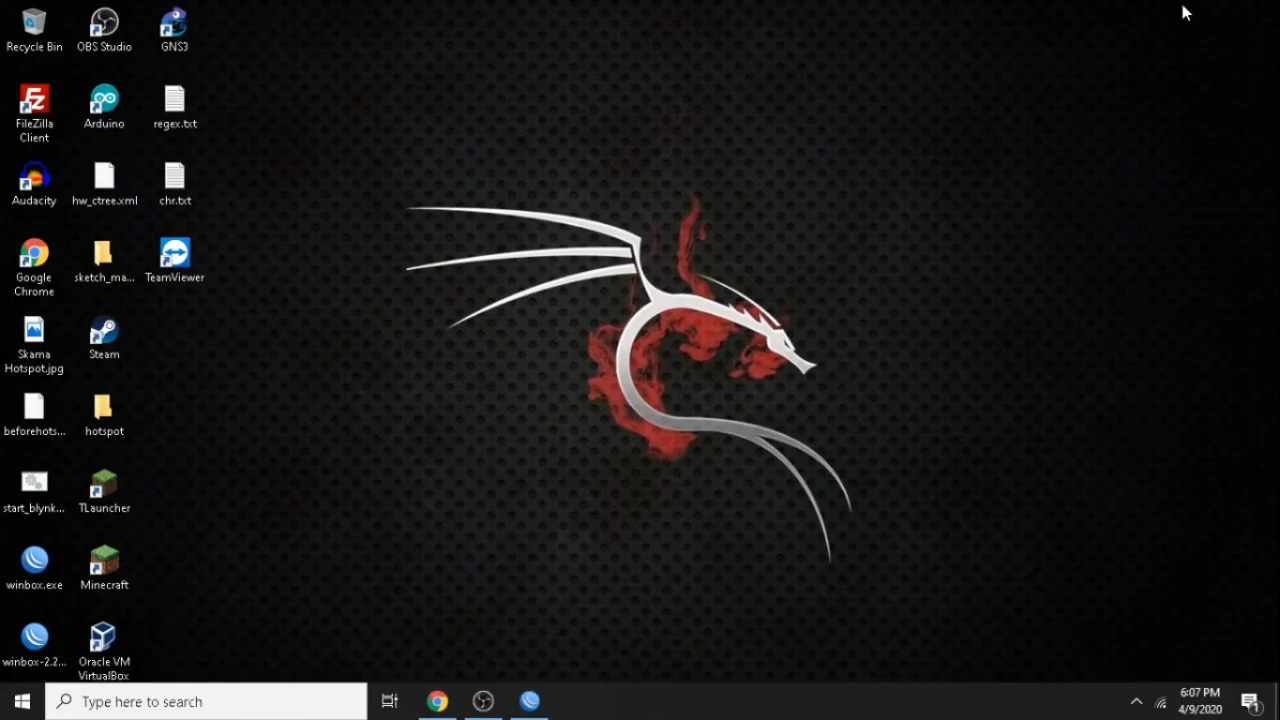 Recycle Bin
OBS Studio
GNS3
FileZilla
Client
Arduino
regex.txt
Audacity
hw_ctree.xml
chr.txt
Google
Chrome
sketch_ma...
TeamViewer
Skama
Hotspot.jpg
Steam
beforehots...
hotspot
start_blynk...
TLauncher
winbox.exe
Minecraft
winbox-2.2...
Oracle VM
VirtualBox
Type here to search
6:07 PM
4/9/2020
1